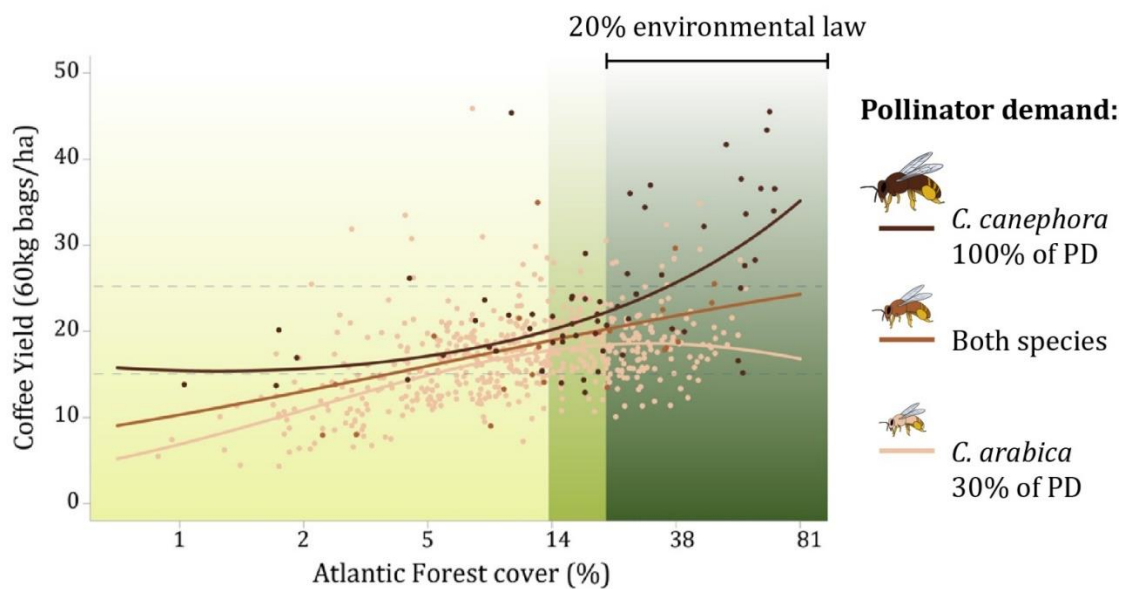 20% environmental law
Coffee Yield (60kg bags/ha)
50
40
30
20
10
0
1 2 5 14 38 81
Atlantic Forest cover (%)
Pollinator demand:
C. canephora
100% of PD
Both species
C. arabica
30% of PD